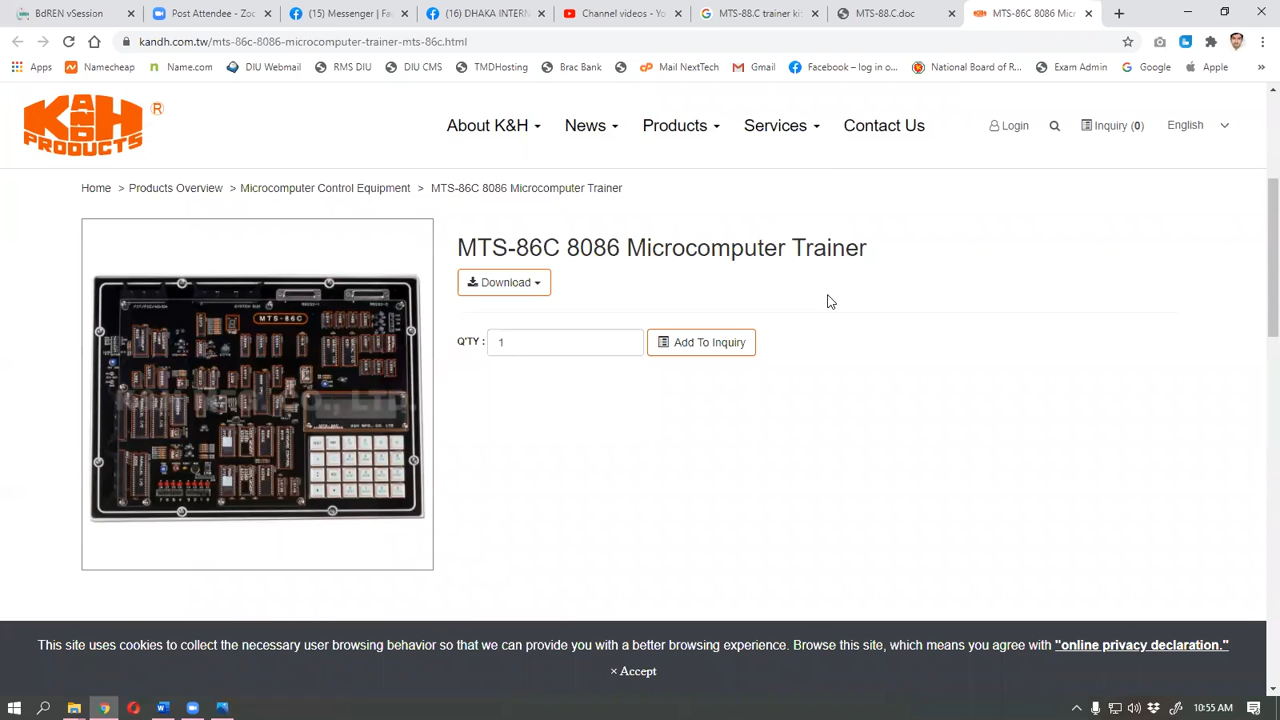 BdREN vSession
Post Attendee - Zoo
(15) Messenger | Fac
(16) DHAKA INTERN
Channel videos - Yo
MTS-88.C trainer ki
MTS-88.C.doc
MTS-86C 8086 Micr
kandh.com.tw/mts-86c-8086-microcomputer-trainer-mts-86c.html
Apps Namecheap Name.com DIU Webmail RMS DIU DIU CMS TMDHosting Brac Bank Mail NextTech Gmail Facebook – log in o... National Board of R... Exam Admin Google Apple »
K AND H PRODUCTS ®
About K&H News Products Services Contact Us Login Inquiry (0) English
Home > Products Overview > Microcomputer Control Equipment > MTS-86C 8086 Microcomputer Trainer
MTS-86C 8086 Microcomputer Trainer
Download
Q'TY : 1 Add To Inquiry
MTS-86C
CO., LTD.
This site uses cookies to collect the necessary user browsing behavior so that we can provide you with a better browsing experience. Browse this site, which means you agree with "online privacy declaration."
× Accept
10:55 AM